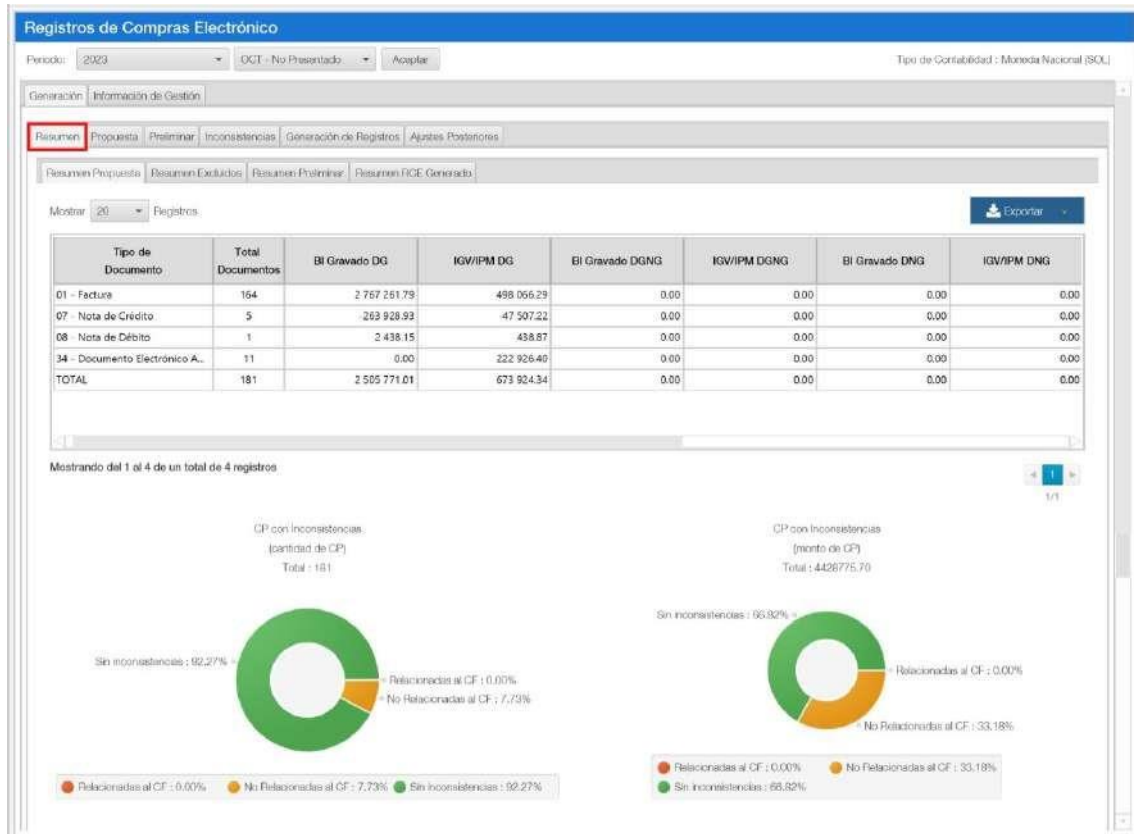 Registros de Compras Electrónico
Periodo: 2023 OCT - No Presentado Aceptar Tipo de Contabilidad : Moneda Nacional (SOL)
Generación Información de Gestión
Resumen Propuesta Preliminar Inconsistencias Generación de Registros Ajustes Posteriores
Resumen Propuesta Resumen Excluidos Resumen Preliminar Resumen RCE Generado
Mostrar 20 Registros Exportar
Tipo de Documento Total Documentos BI Gravado DG IGV/IPM DG BI Gravado DGNG IGV/IPM DGNG BI Gravado DNG IGV/IPM DNG
01 - Factura 164 2 767 261.79 498 066.29 0.00 0.00 0.00 0.00
07 - Nota de Crédito 5 -263 928.93 -47 507.22 0.00 0.00 0.00 0.00
08 - Nota de Débito 1 2 438.15 438.87 0.00 0.00 0.00 0.00
34 - Documento Electrónico A... 11 0.00 222 926.40 0.00 0.00 0.00 0.00
TOTAL 181 2 505 771.01 673 924.34 0.00 0.00 0.00 0.00
Mostrando del 1 al 4 de un total de 4 registros
1
1/1
CP con Inconsistencias
(cantidad de CP)
Total : 181
Sin inconsistencias : 92.27%
Relacionadas al CF : 0.00%
No Relacionadas al CF : 7.73%
Relacionadas al CF : 0.00% No Relacionadas al CF : 7.73% Sin inconsistencias : 92.27%
CP con Inconsistencias
(monto de CP)
Total : 4428775.70
Sin inconsistencias : 66.82%
Relacionadas al CF : 0.00%
No Relacionadas al CF : 33.18%
Relacionadas al CF : 0.00% No Relacionadas al CF : 33.18%
Sin inconsistencias : 66.82%